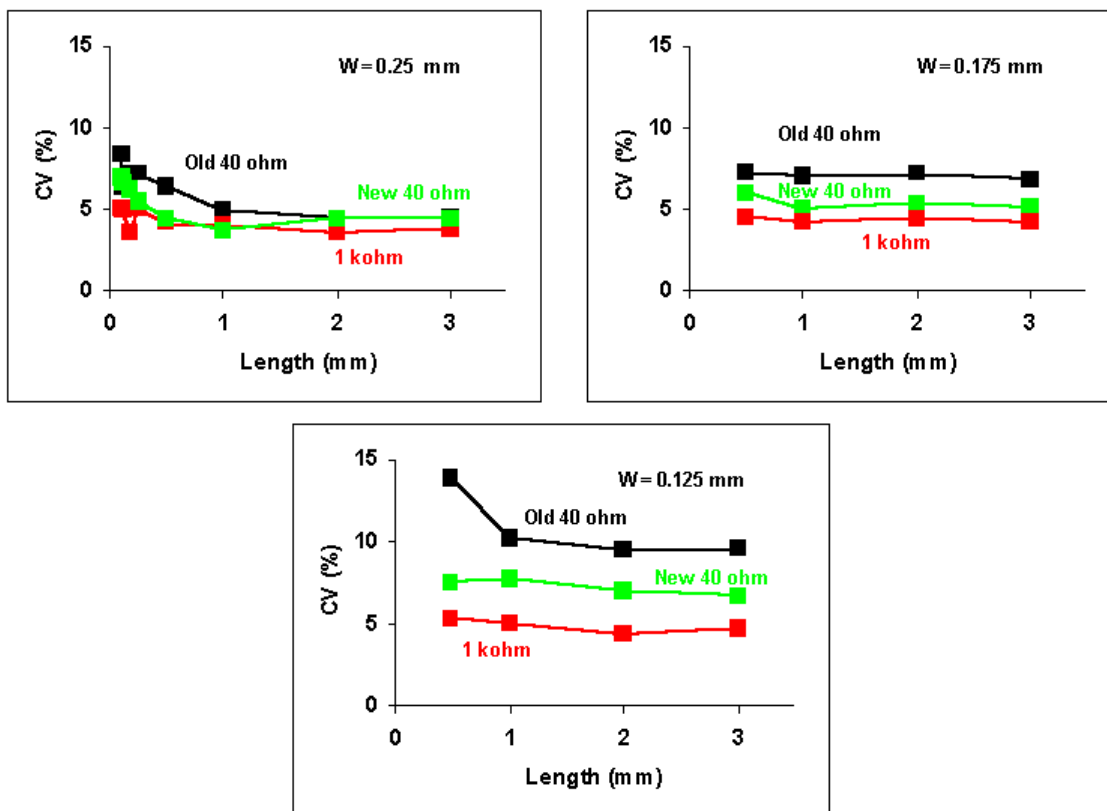 15
W= 0.25 mm
10
Old 40 ohm
CV (%)
New 40 ohm
5
1 kohm
0
0 1 2 3
Length (mm)
15
W= 0.175 mm
10
Old 40 ohm
CV (%)
New 40 ohm
5
1 kohm
0
0 1 2 3
Length (mm)
15
W= 0.125 mm
Old 40 ohm
10
CV (%)
New 40 ohm
5
1 kohm
0
0 1 2 3
Length (mm)